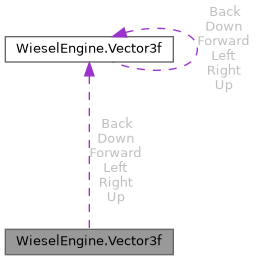 Back
Down
Forward
Left
Right
Up
WieselEngine.Vector3f
Back
Down
Forward
Left
Right
Up
WieselEngine.Vector3f